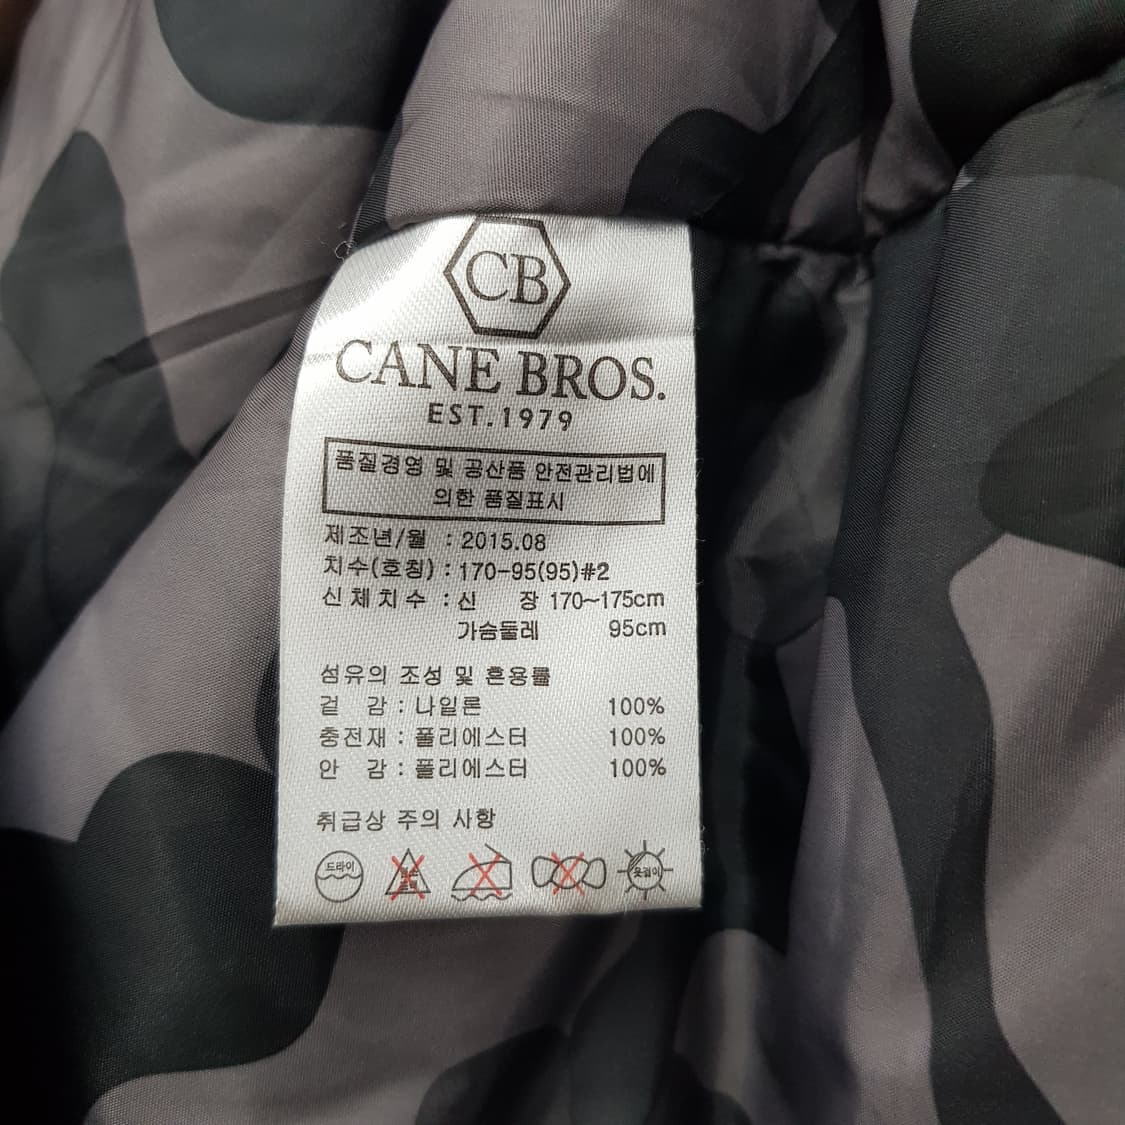 CB
CANE BROS.
EST.1979
품질경영 및 공산품 안전관리법에
의한 품질표시
제조년/월 : 2015.08
치수(호칭) : 170-95(95)#2
신체치수 : 신 장 170~175cm
가슴둘레 95cm
섬유의 조성 및 혼용률
겉 감 : 나일론 100%
충전재 : 폴리에스터 100%
안 감 : 폴리에스터 100%
취급상 주의 사항
드라이
옷걸이